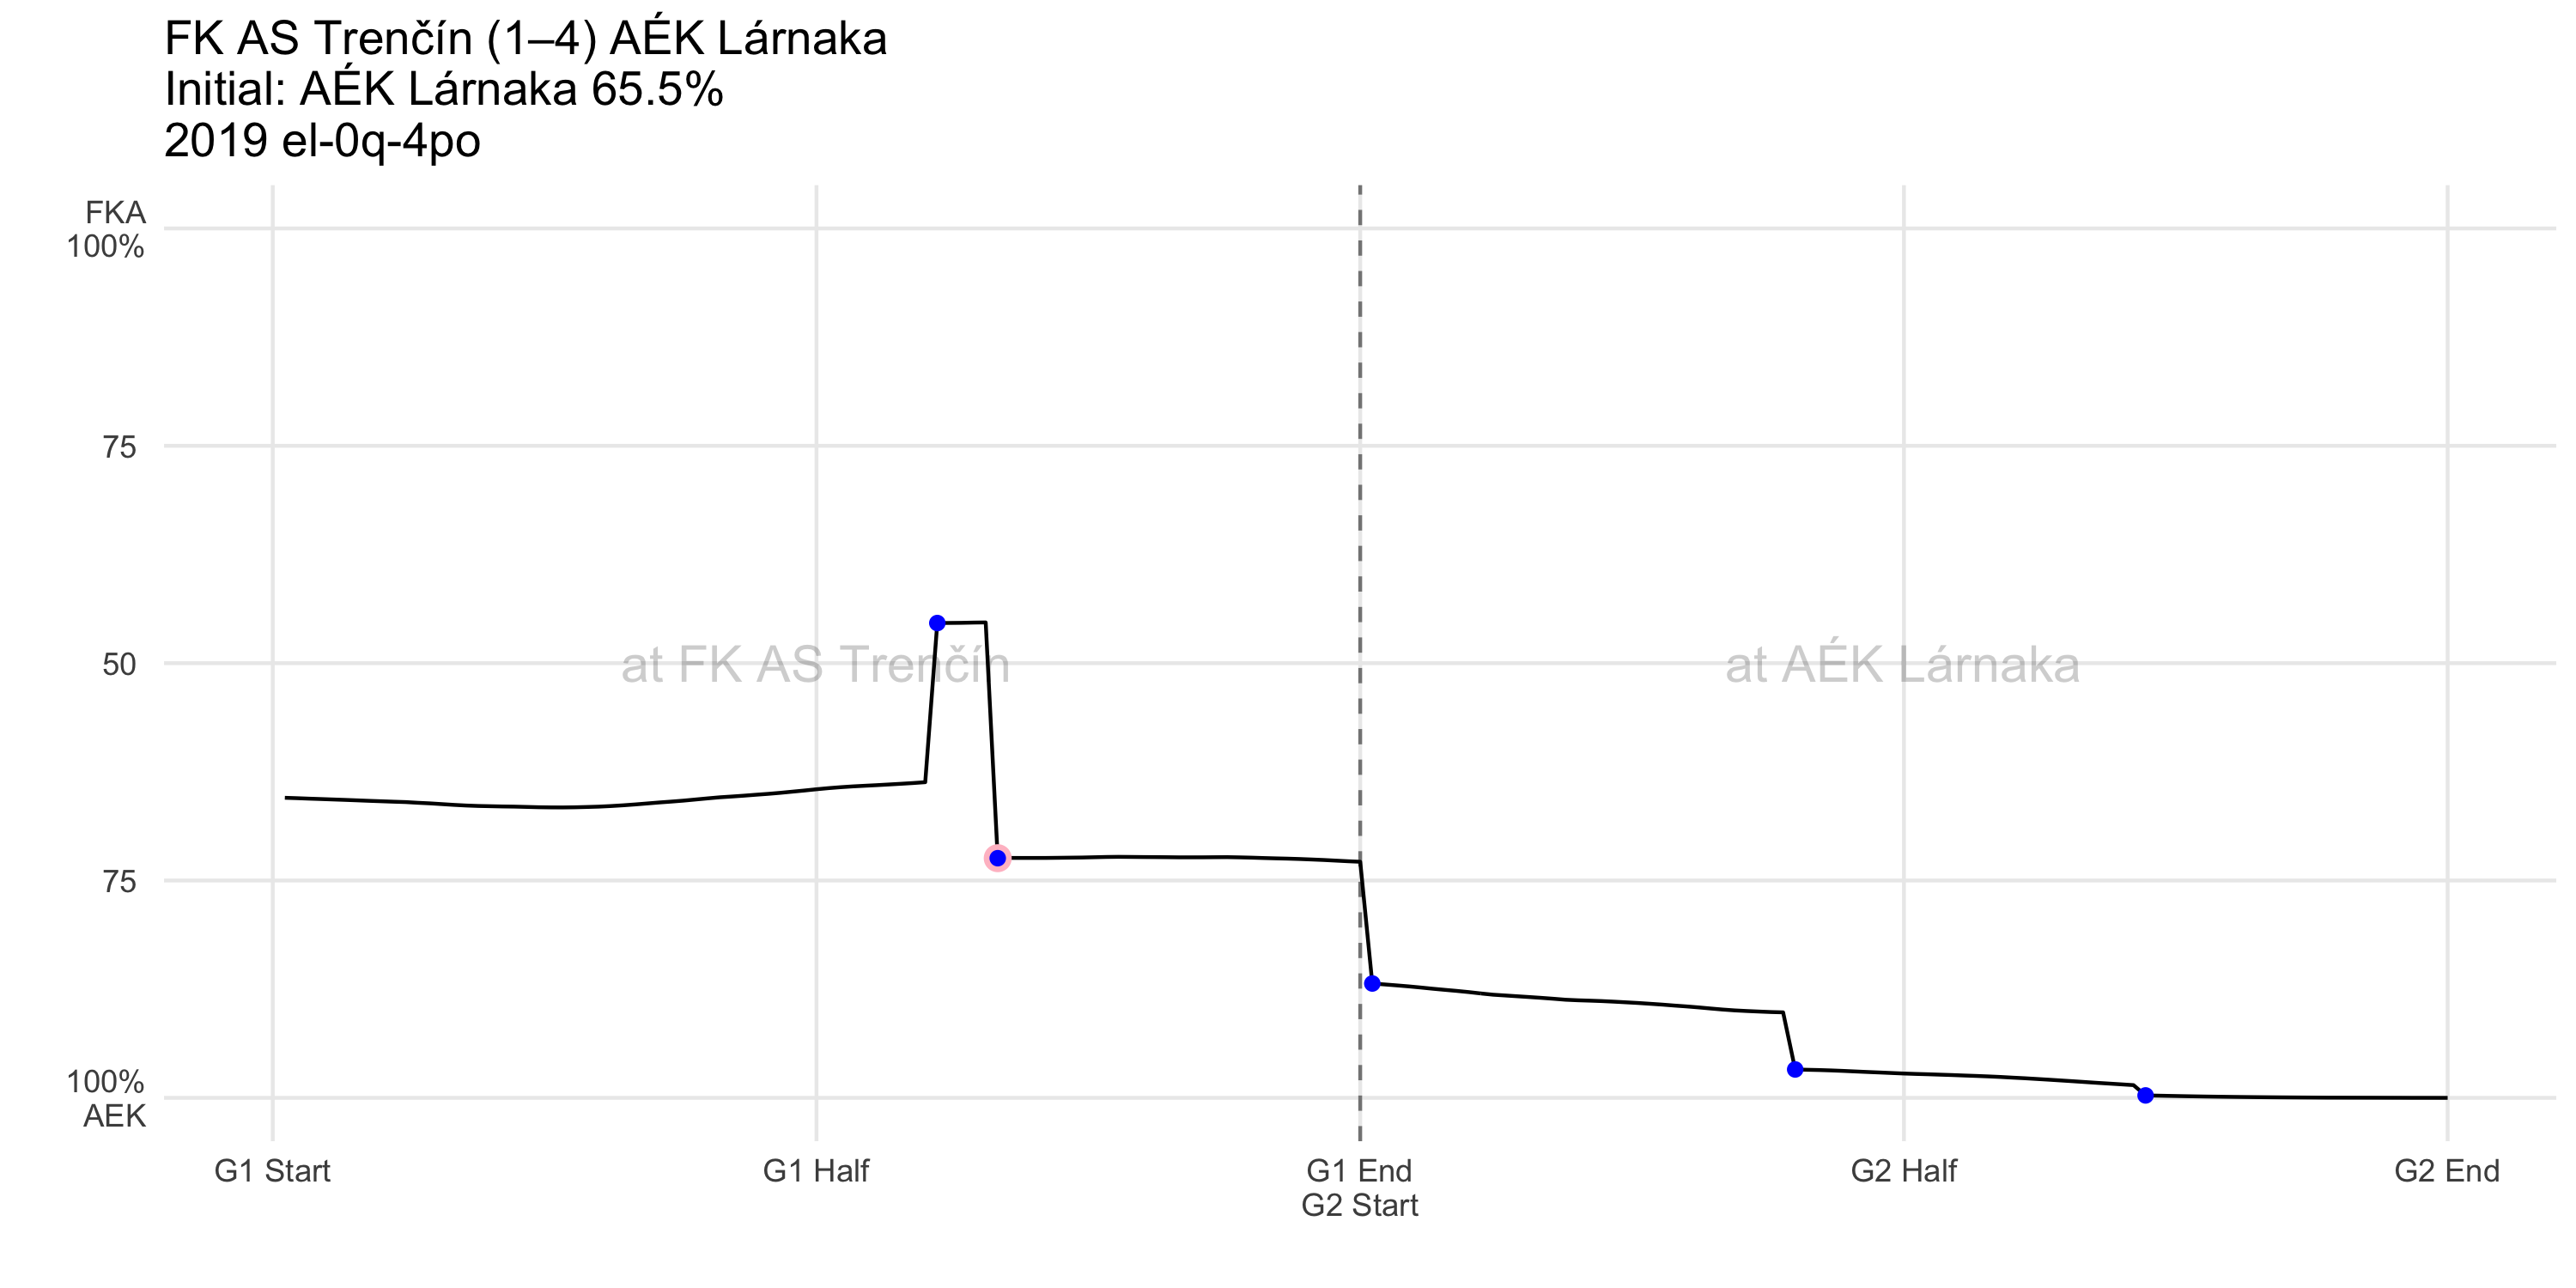 FK AS Trenčín (1–4) AÉK Lárnaka
Initial: AÉK Lárnaka 65.5%
2019 el-0q-4po
FKA
100%
75
50
75
100%
AEK
at FK AS Trenčín
at AÉK Lárnaka
G1 Start
G1 Half
G1 End
G2 Start
G2 Half
G2 End